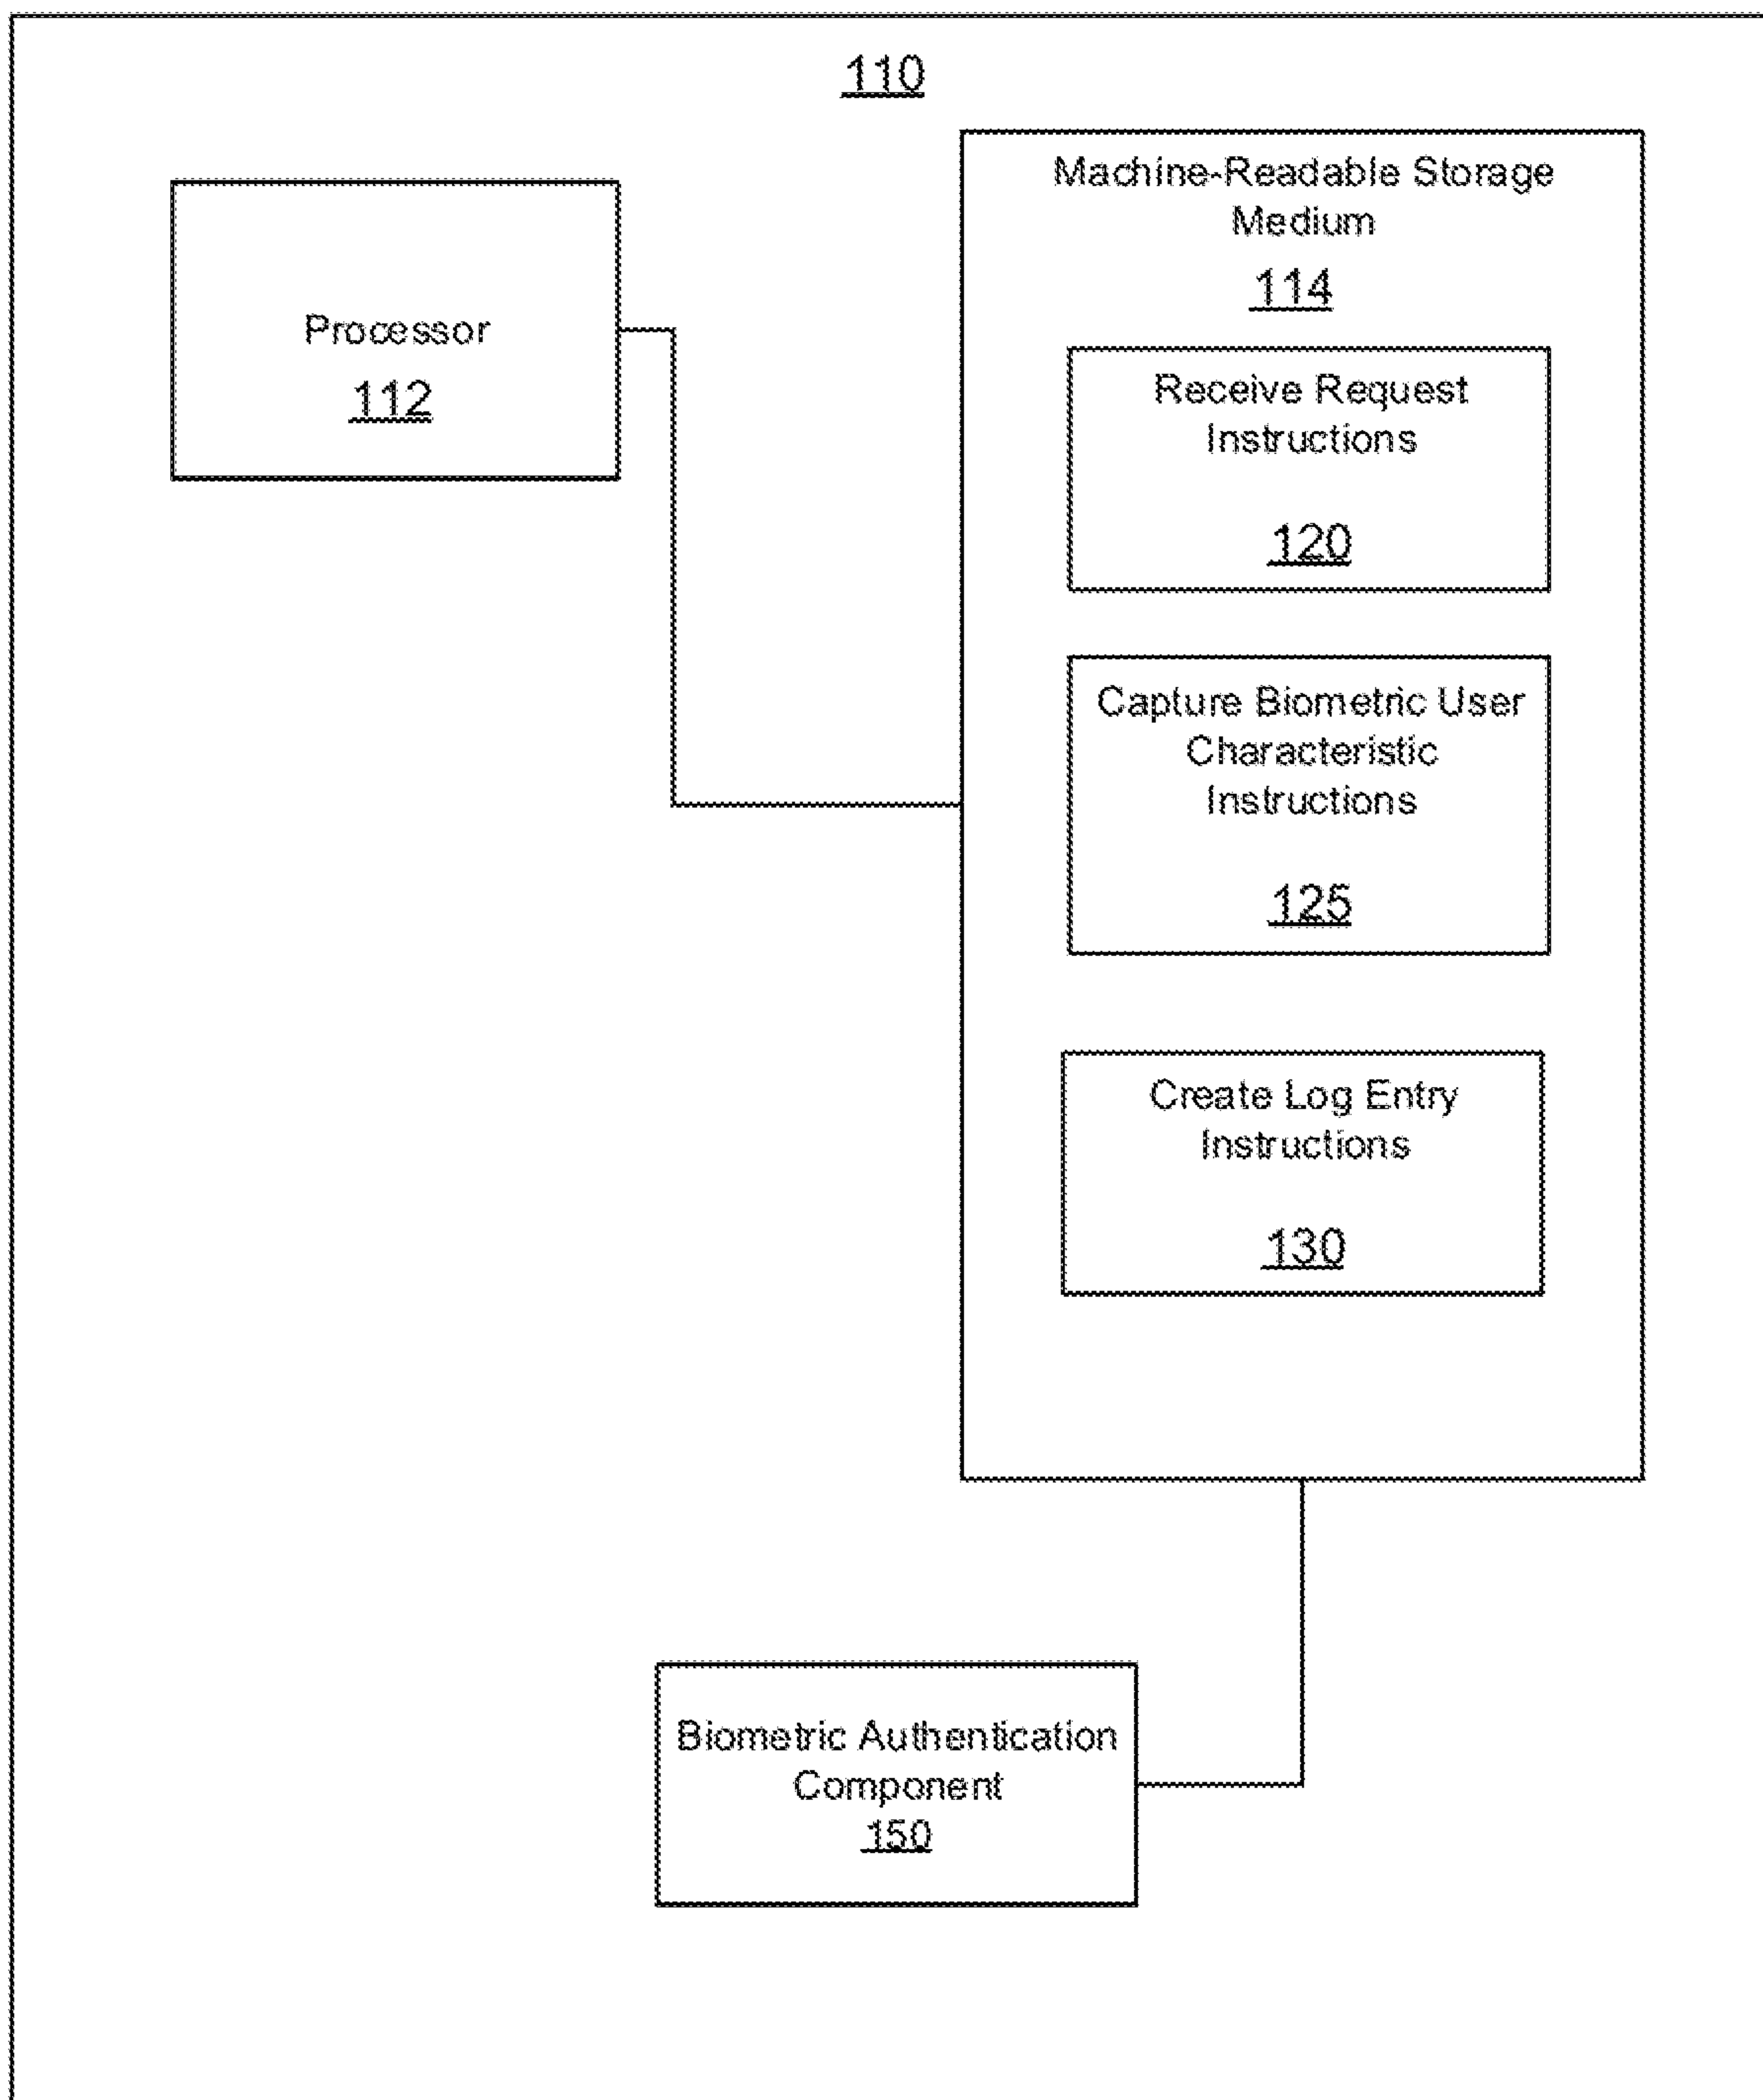 110
Processor
112
Machine-Readable Storage
Medium
114
Receive Request
Instructions
120
Capture Biometric User
Characteristic
Instructions
125
Create Log Entry
Instructions
130
Biometric Authentication
Component
150